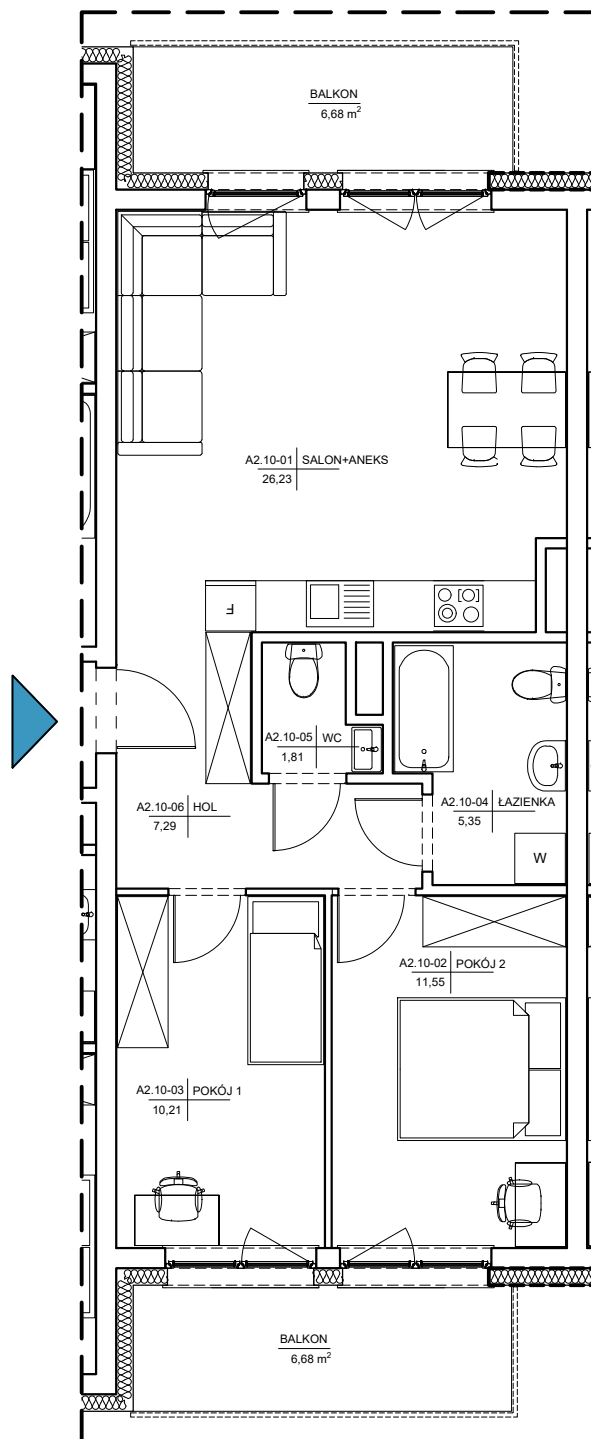 BALKON
6,68 m²
A2.10-01 SALON+ANEKS
26,23
F
A2.10-05 WC
1,81
A2.10-06 HOL
7,29
A2.10-04 ŁAZIENKA
5,35
W
A2.10-02 POKÓJ 2
11,55
A2.10-03 POKÓJ 1
10,21
BALKON
6,68 m²